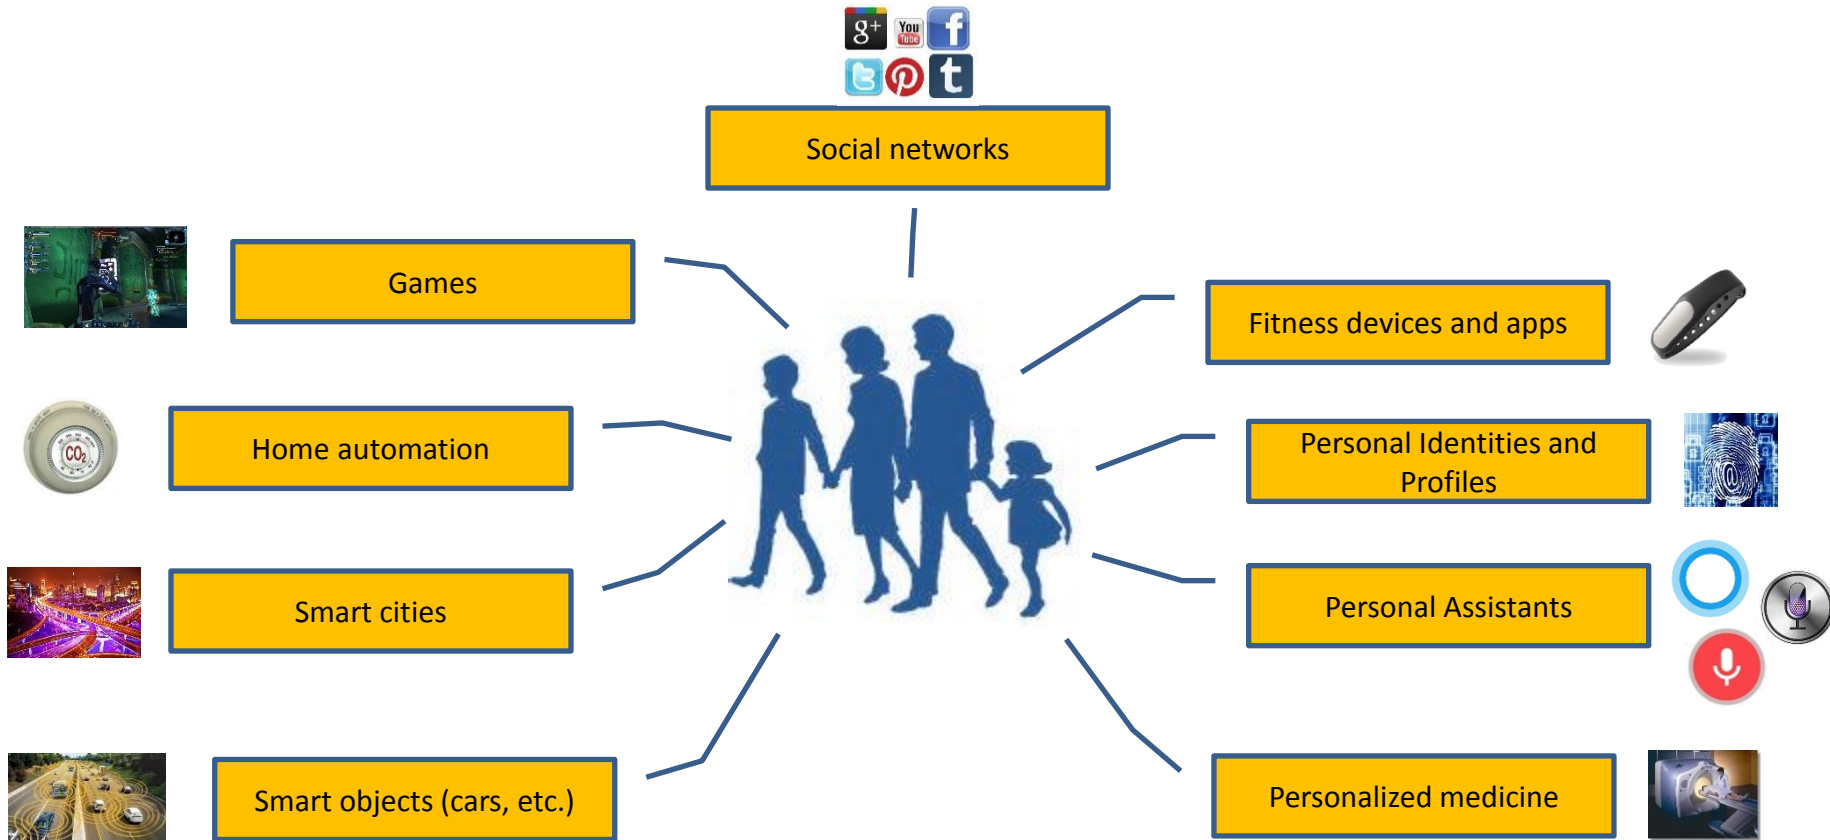 g+
You
Tube
f
t
t
Social networks
Games
Fitness devices and apps
CO₂
Home automation
Personal Identities and
Profiles
@
Smart cities
Personal Assistants
Smart objects (cars, etc.)
Personalized medicine